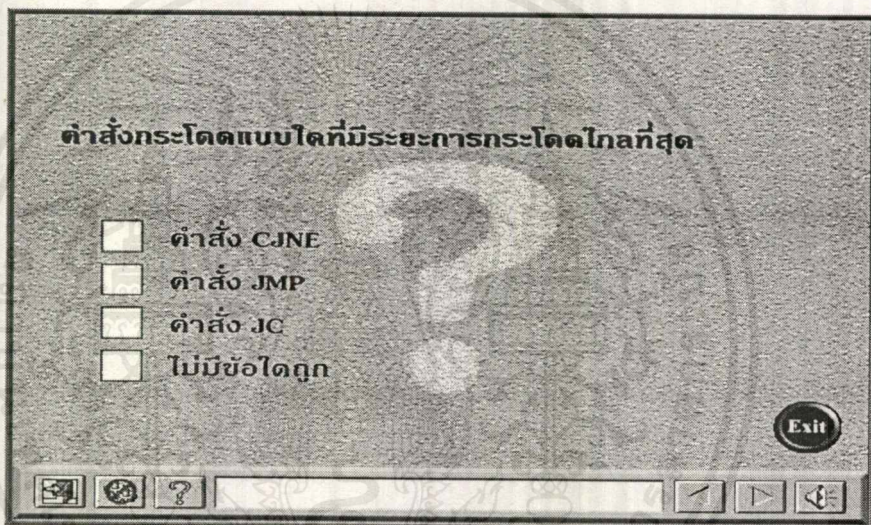 คำสั่งกระโดดแบบใดที่มีระยะการกระโดดไกลที่สุด
คำสั่ง CJNE
คำสั่ง JMP
คำสั่ง JC
ไม่มีข้อใดถูก
Exit
?